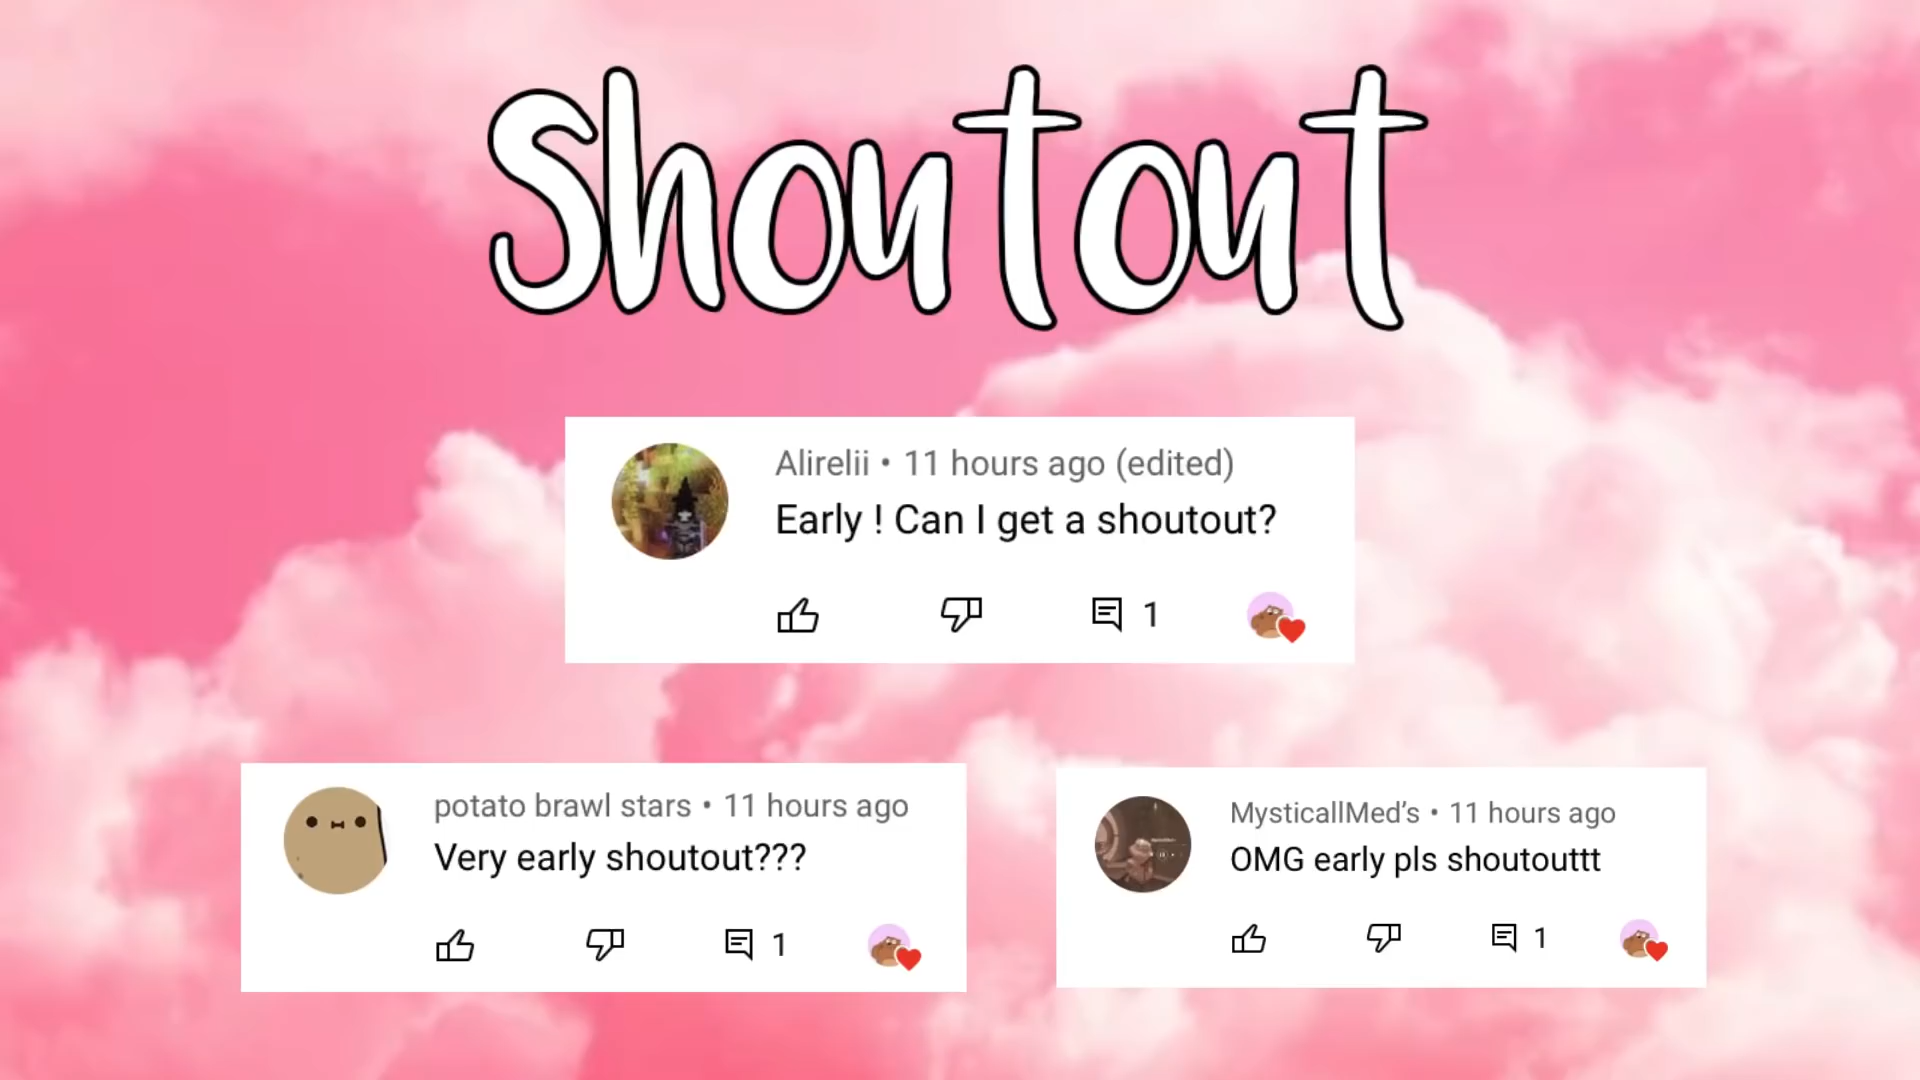 Shoutout
Alirelii • 11 hours ago (edited)
Early ! Can I get a shoutout?
1
potato brawl stars • 11 hours ago
Very early shoutout???
1
MysticallMed’s • 11 hours ago
OMG early pls shoutouttt
1